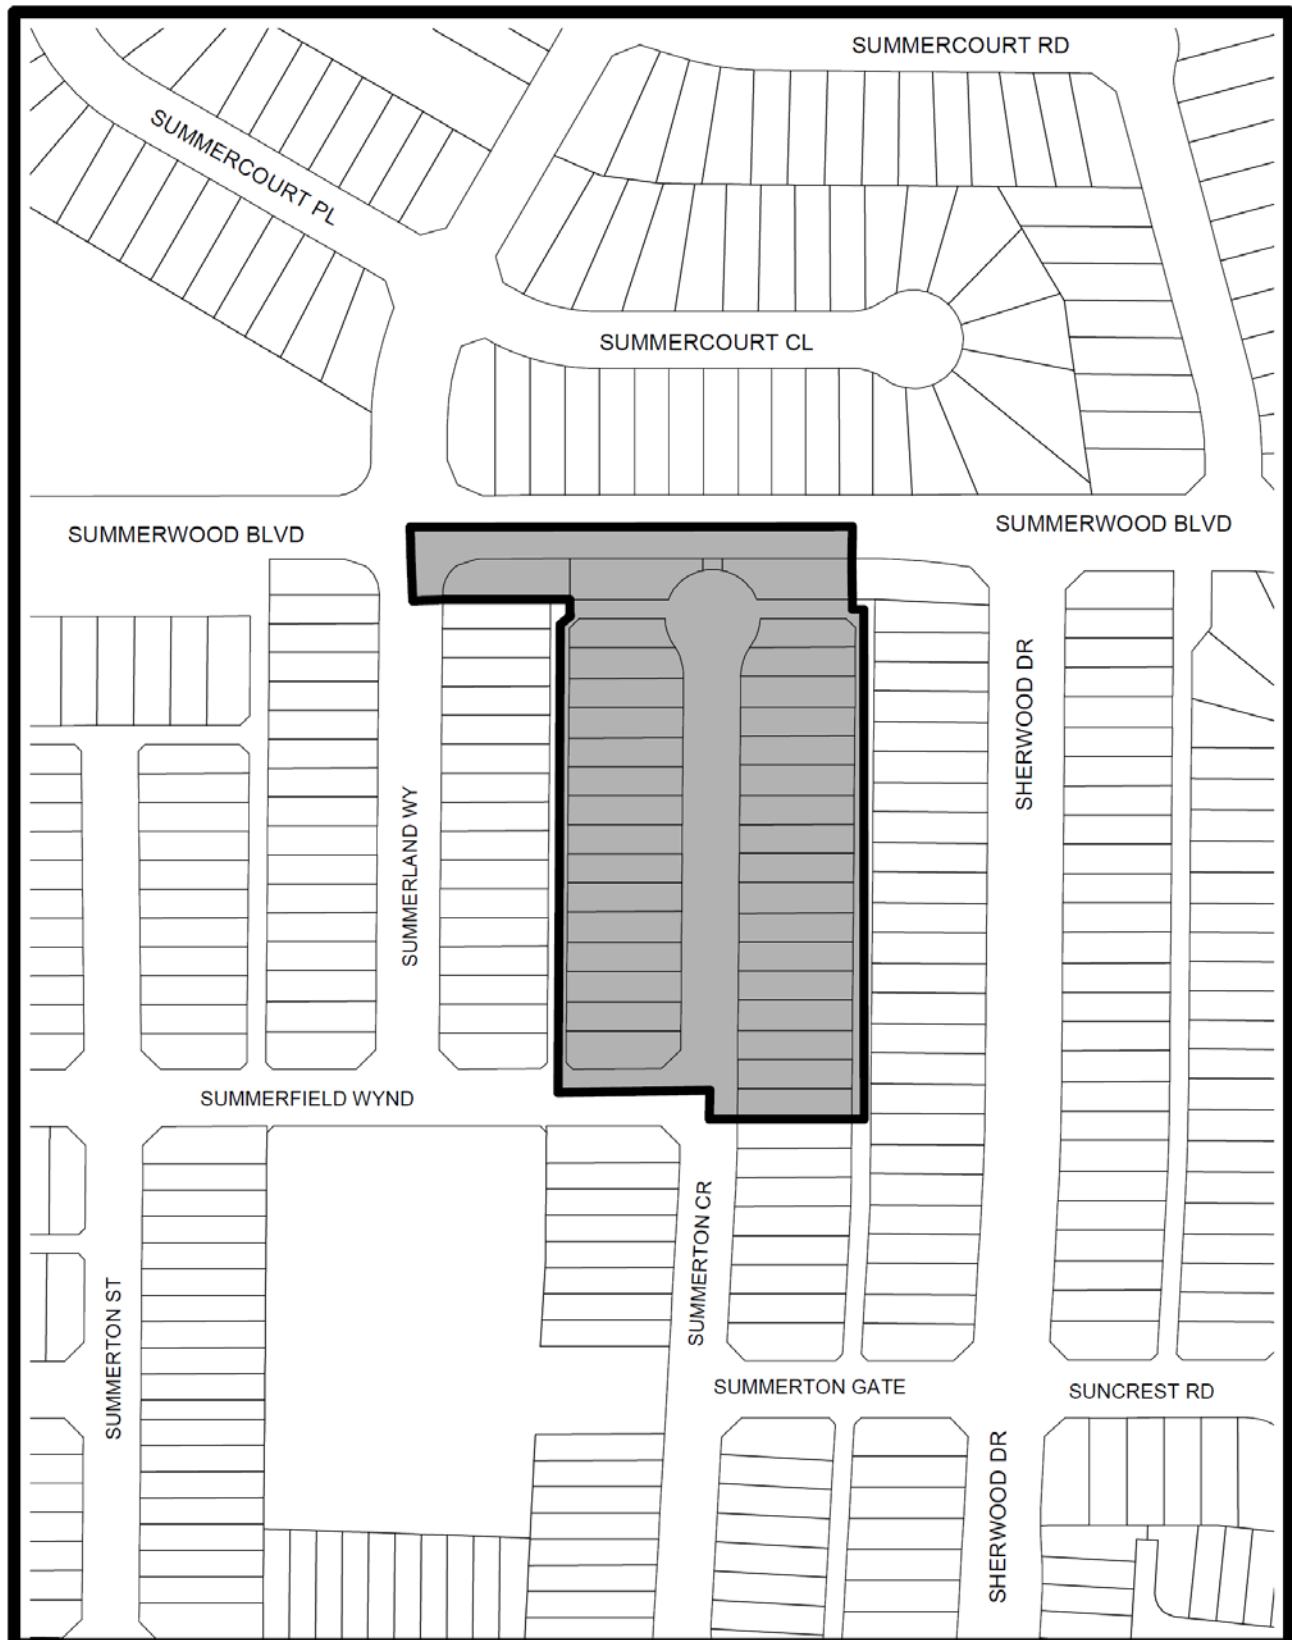 SUMMERCOURT RD
SUMMERCOURT PL
SUMMERCOURT CL
SUMMERWOOD BLVD
SUMMERWOOD BLVD
SHERWOOD DR
SUMMERLAND WY
SUMMERFIELD WYND
SUMMERTON CR
SUMMERTON ST
SUMMERTON GATE
SUNCREST RD
SHERWOOD DR